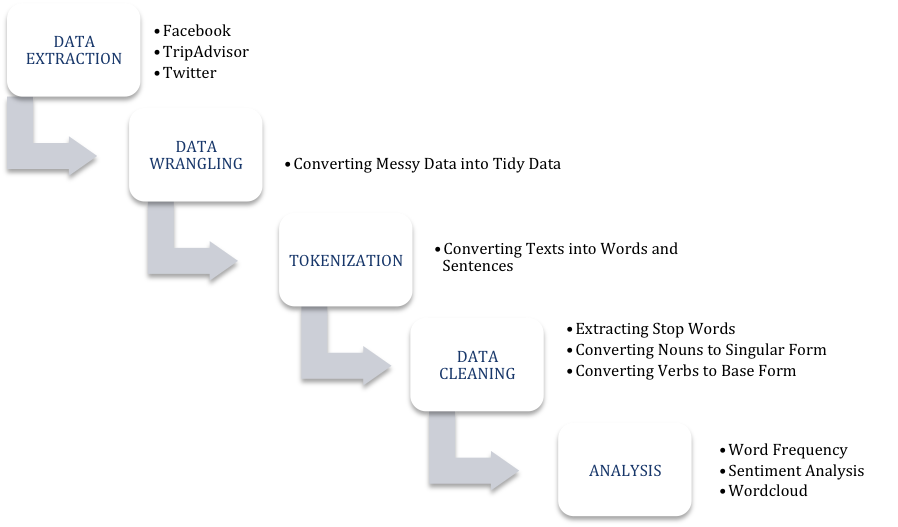 DATA
EXTRACTION
•Facebook
•TripAdvisor
•Twitter
DATA
WRANGLING
•Converting Messy Data into Tidy Data
TOKENIZATION
•Converting Texts into Words and
Sentences
DATA
CLEANING
•Extracting Stop Words
•Converting Nouns to Singular Form
•Converting Verbs to Base Form
ANALYSIS
•Word Frequency
•Sentiment Analysis
•Wordcloud